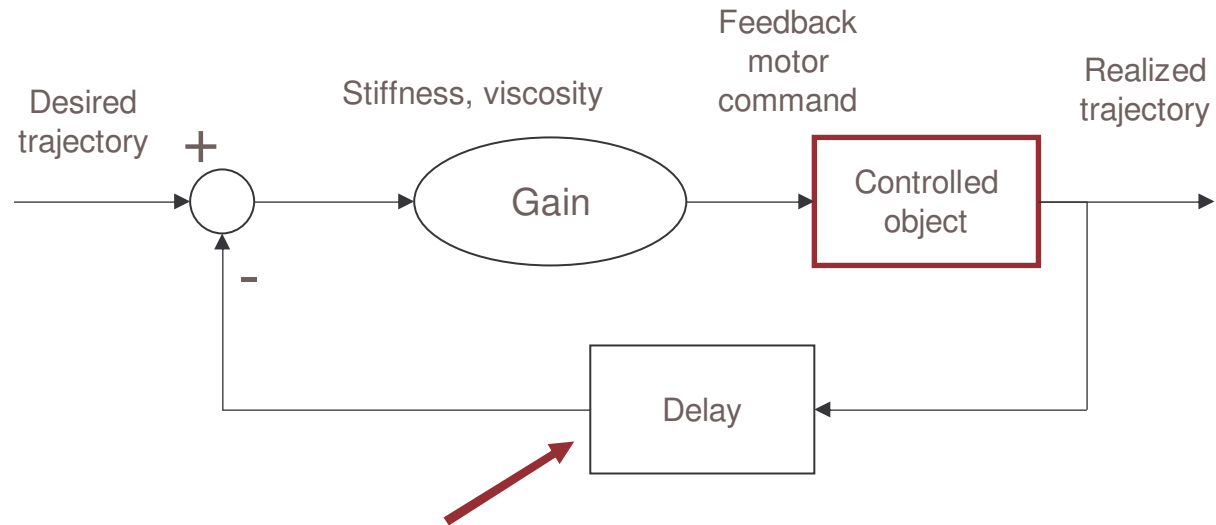 Desired
trajectory
+
Stiffness, viscosity
Feedback
motor
command
Realized
trajectory
Gain
Controlled
object
-
Delay